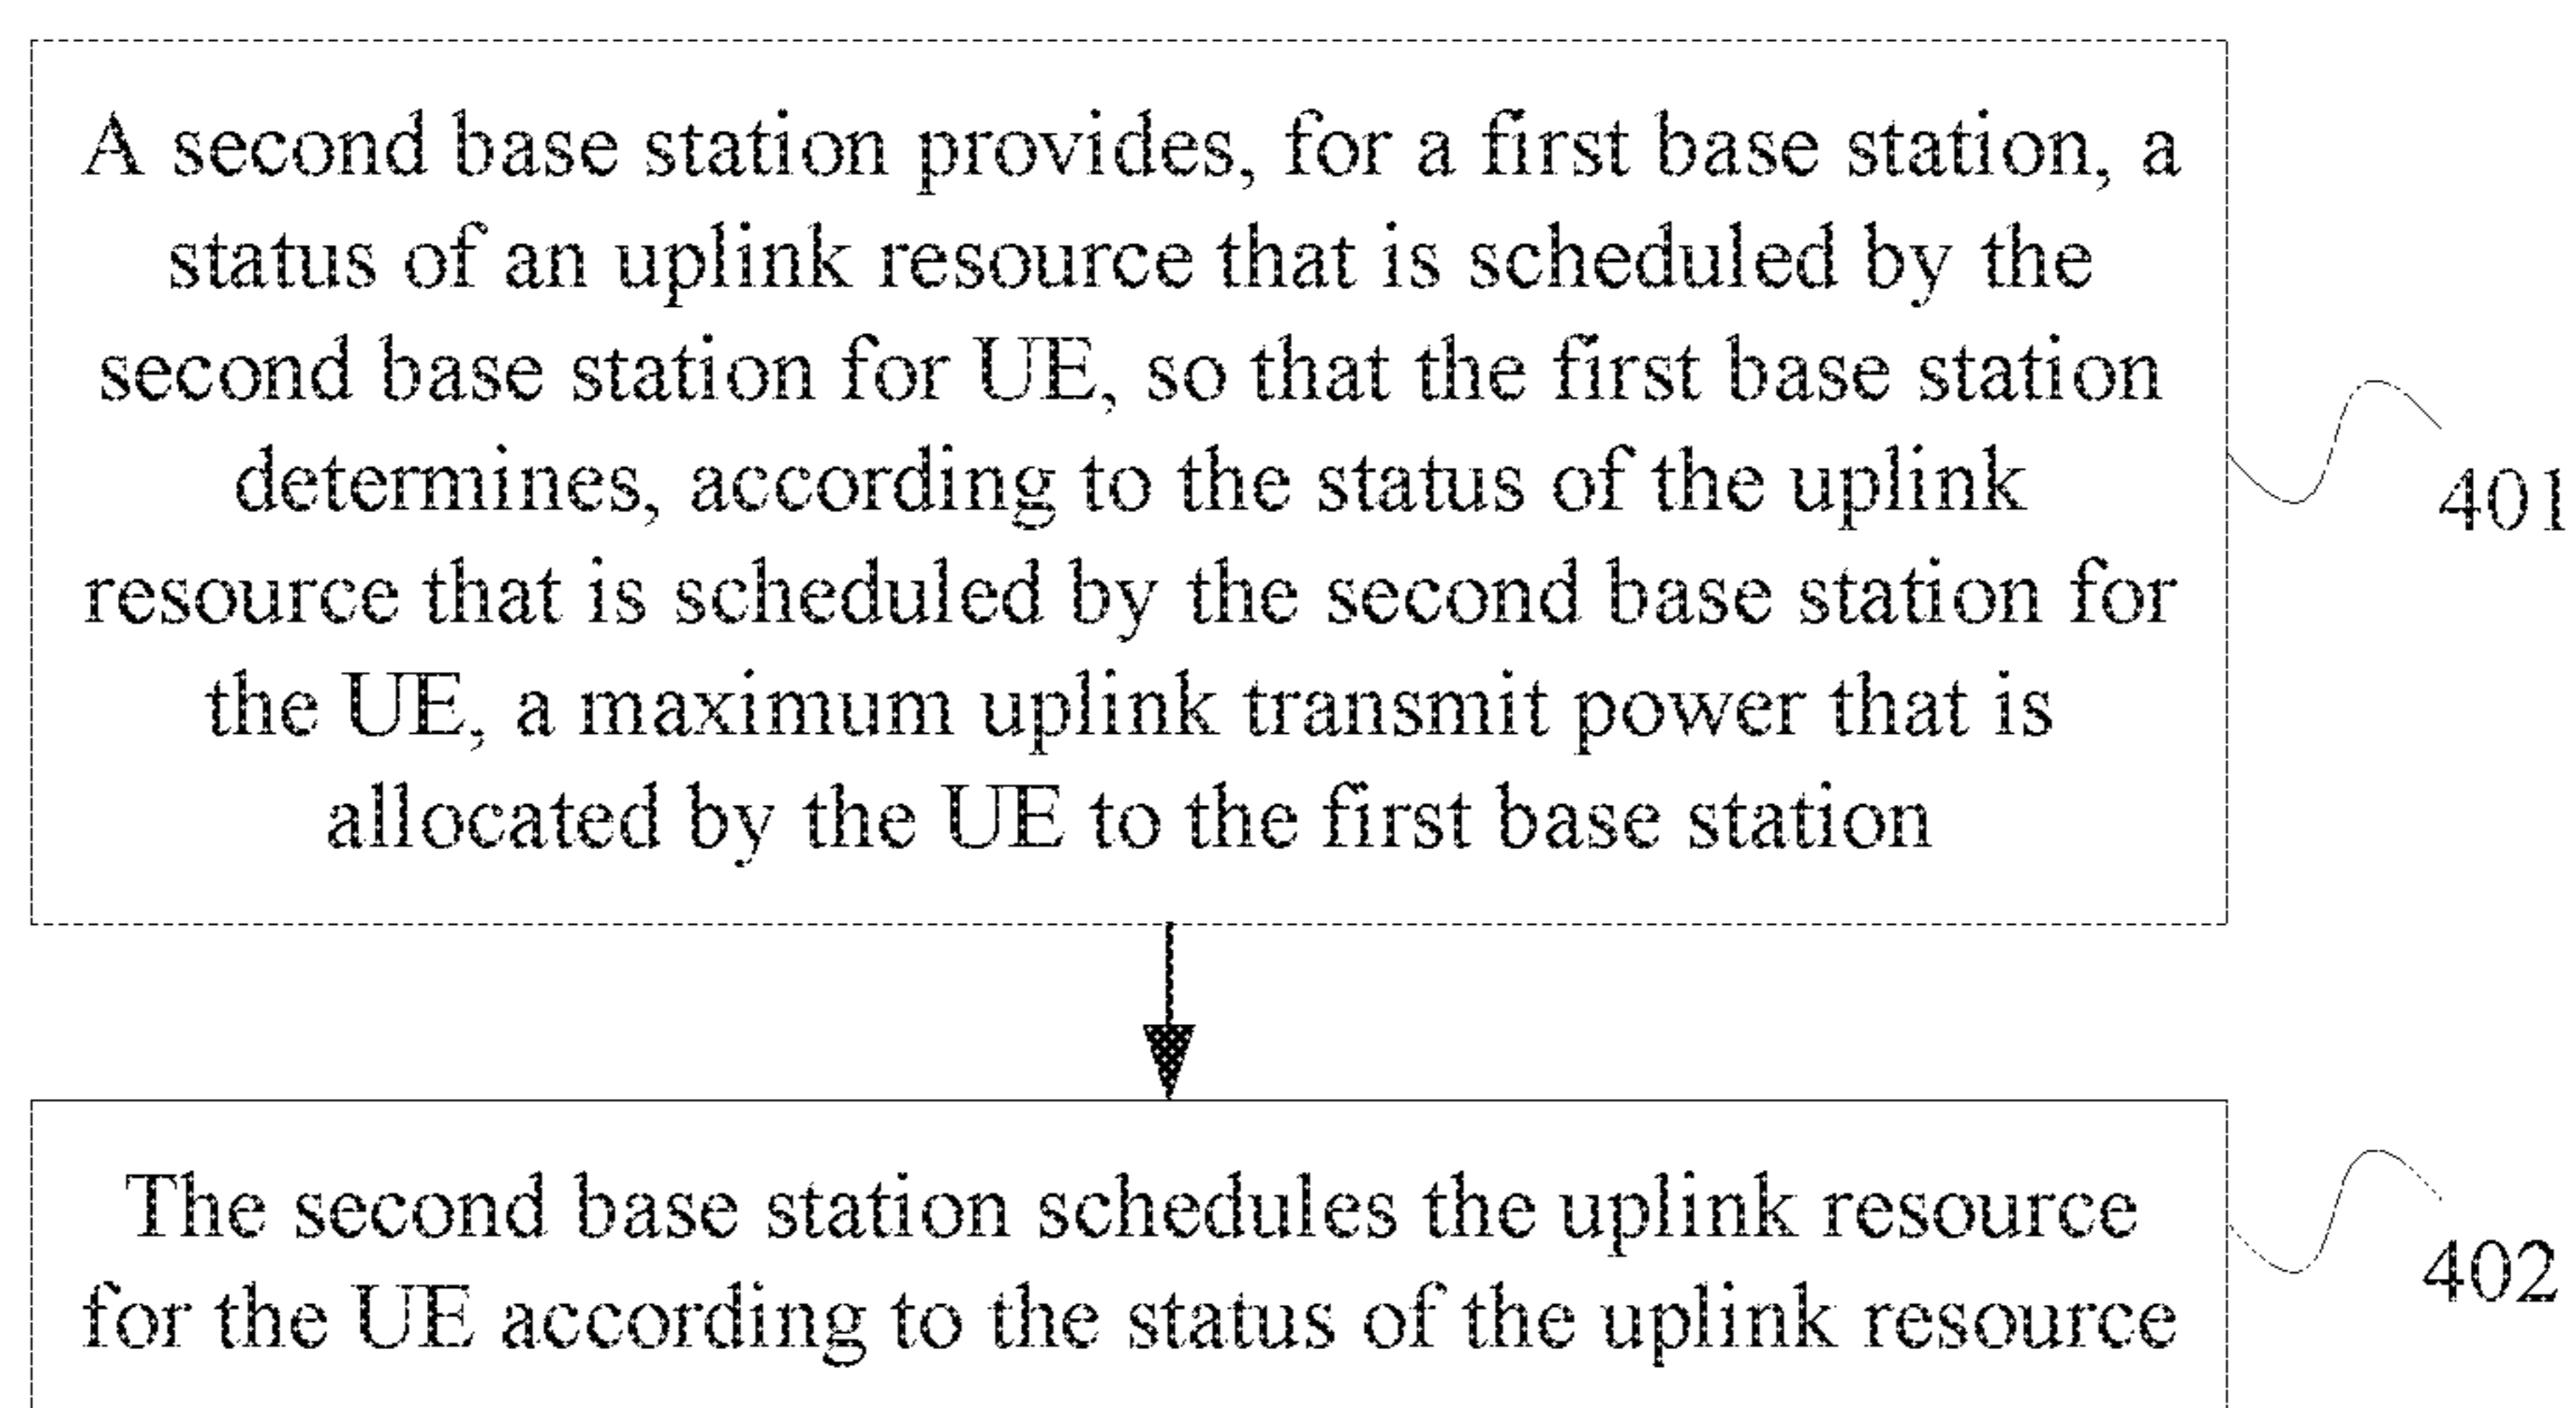 A second base station provides, for a first base station, a
status of an uplink resource that is scheduled by the
second base station for UE, so that the first base station
determines, according to the status of the uplink
resource that is scheduled by the second base station for
the UE, a maximum uplink transmit power that is
allocated by the UE to the first base station
401
The second base station schedules the uplink resource
for the UE according to the status of the uplink resource
402